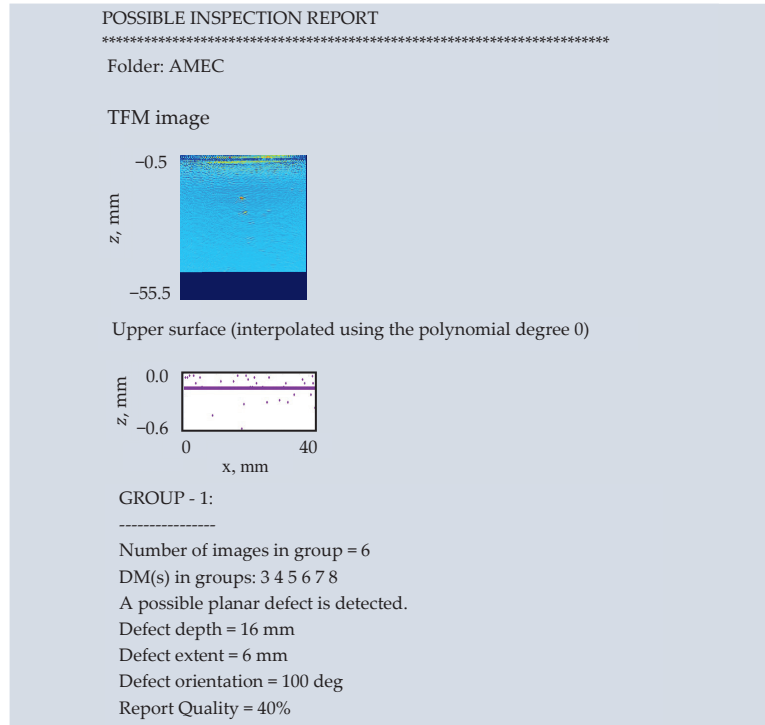 POSSIBLE INSPECTION REPORT
*************************************************************************
Folder: AMEC
TFM image
−0.5
z, mm
−55.5
Upper surface (interpolated using the polynomial degree 0)
0.0
z, mm
−0.6
0 40
x, mm
GROUP - 1:
----------------
Number of images in group = 6
DM(s) in groups: 3 4 5 6 7 8
A possible planar defect is detected.
Defect depth = 16 mm
Defect extent = 6 mm
Defect orientation = 100 deg
Report Quality = 40%